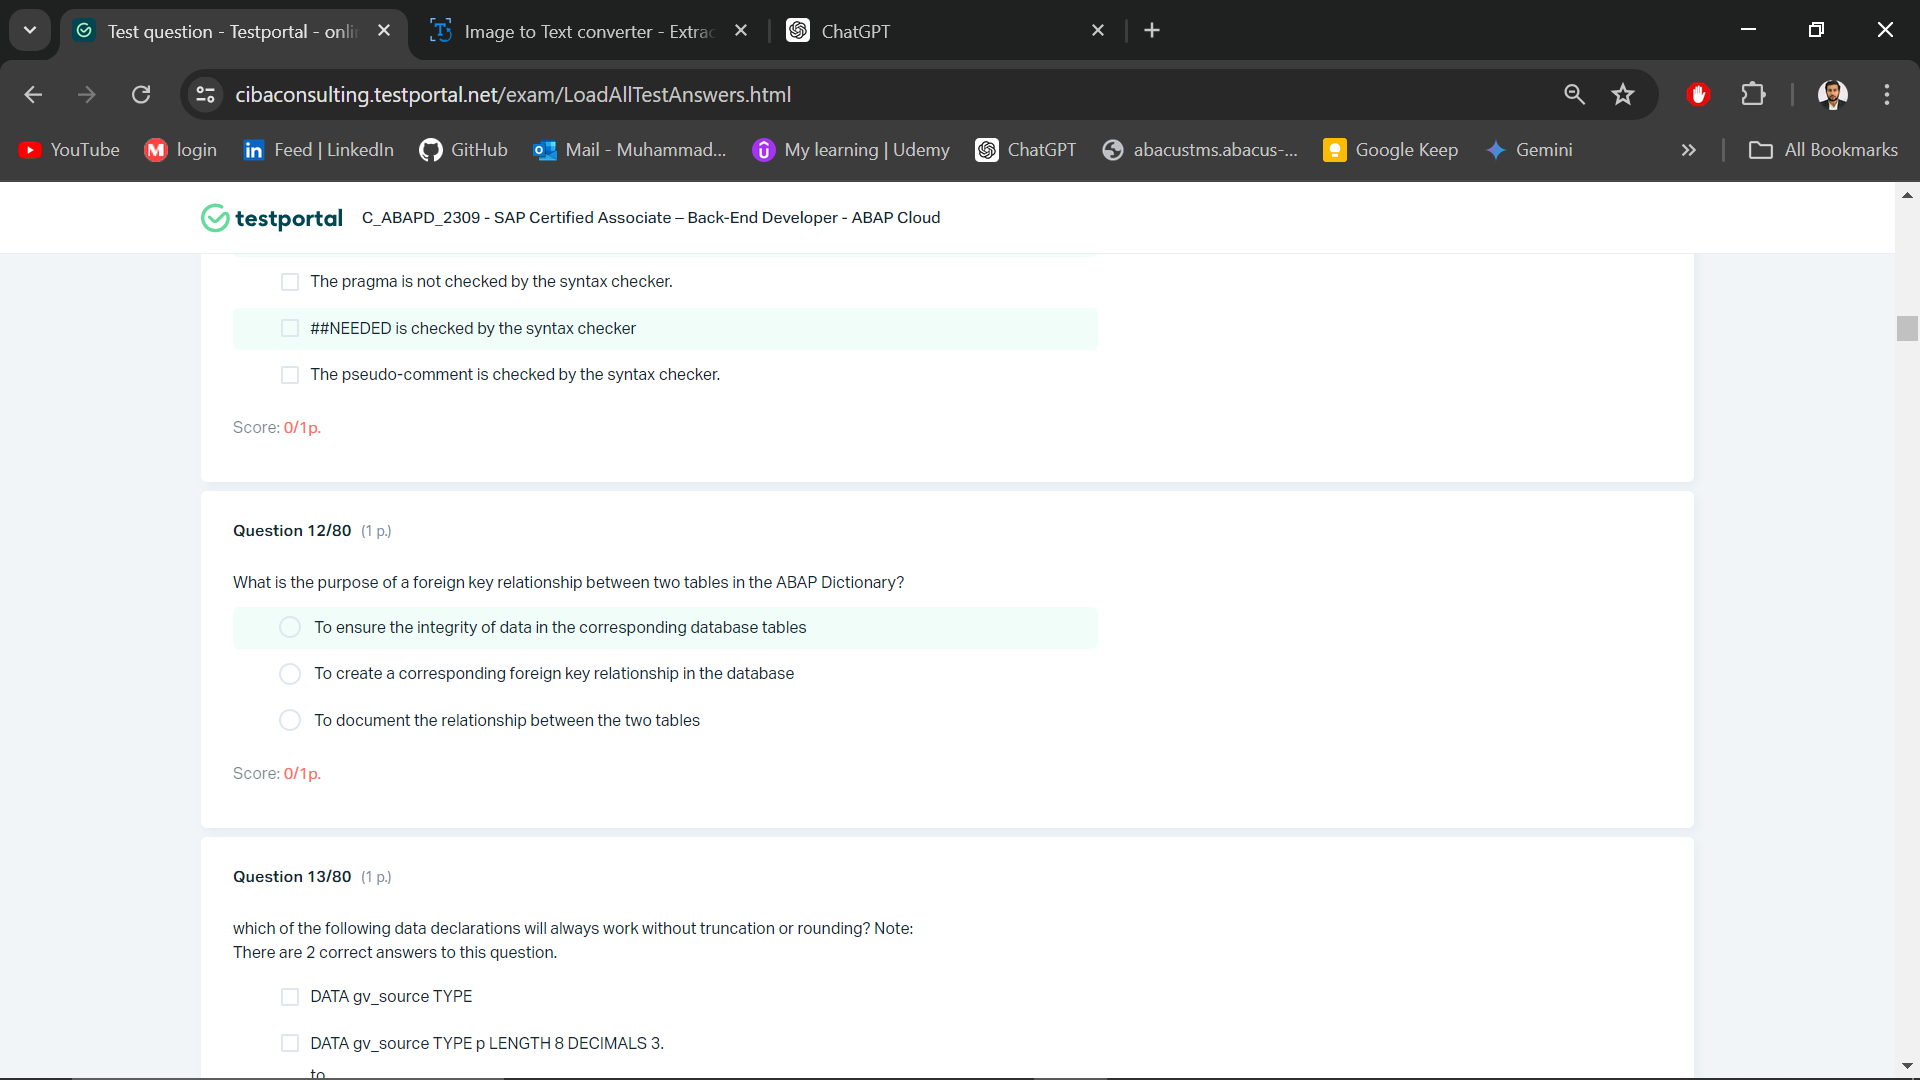 Test question - Testportal - onli
Image to Text converter - Extrac
ChatGPT
cibaconsulting.testportal.net/exam/LoadAllTestAnswers.html
YouTube
login
Feed | LinkedIn
GitHub
Mail - Muhammad...
My learning | Udemy
ChatGPT
abacustms.abacus-...
Google Keep
Gemini
All Bookmarks
testportal
C_ABAPD_2309 - SAP Certified Associate – Back-End Developer - ABAP Cloud
The pragma is not checked by the syntax checker.
##NEEDED is checked by the syntax checker
The pseudo-comment is checked by the syntax checker.
Score: 0/1p.
Question 12/80 (1 p.)
What is the purpose of a foreign key relationship between two tables in the ABAP Dictionary?
To ensure the integrity of data in the corresponding database tables
To create a corresponding foreign key relationship in the database
To document the relationship between the two tables
Score: 0/1p.
Question 13/80 (1 p.)
which of the following data declarations will always work without truncation or rounding? Note:
There are 2 correct answers to this question.
DATA gv_source TYPE
DATA gv_source TYPE p LENGTH 8 DECIMALS 3.
to